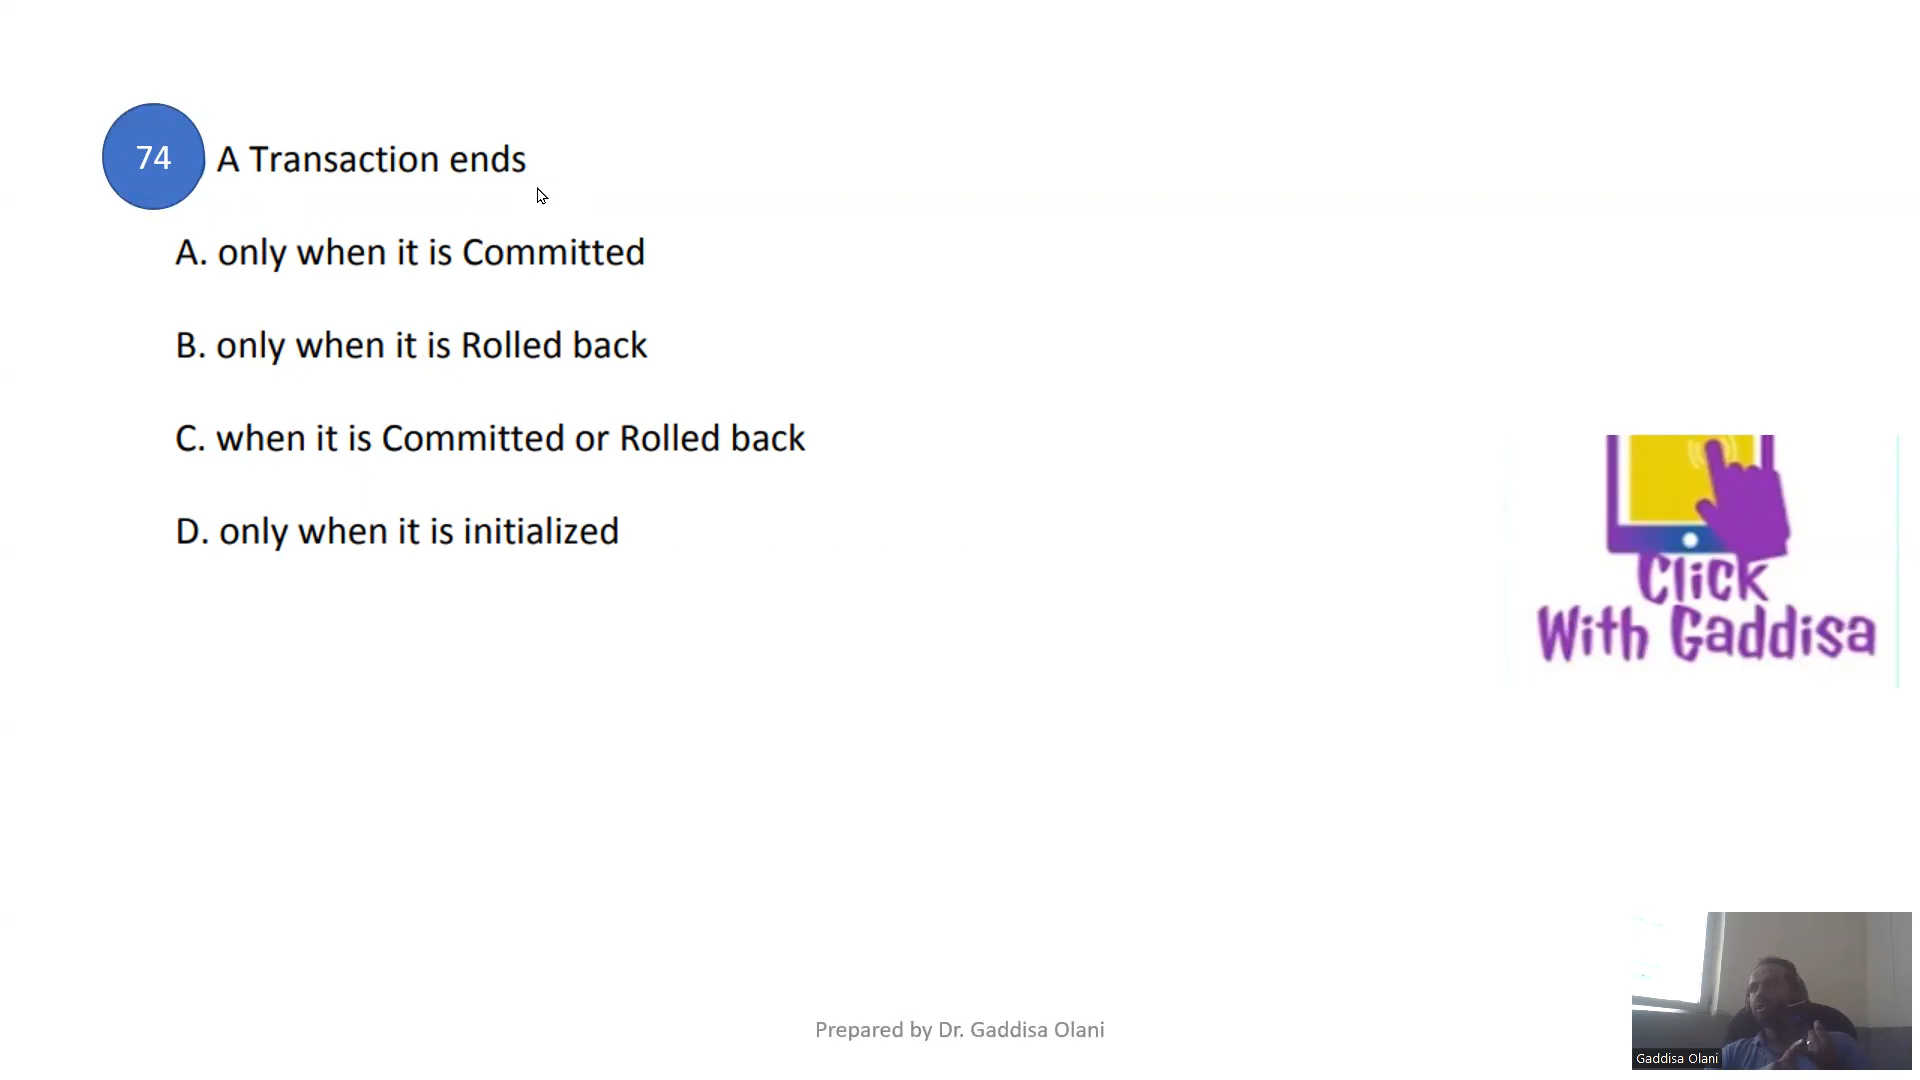 74 A Transaction ends
A. only when it is Committed
B. only when it is Rolled back
C. when it is Committed or Rolled back
D. only when it is initialized
Click
With Gaddisa
Prepared by Dr. Gaddisa Olani
Gaddisa Olani